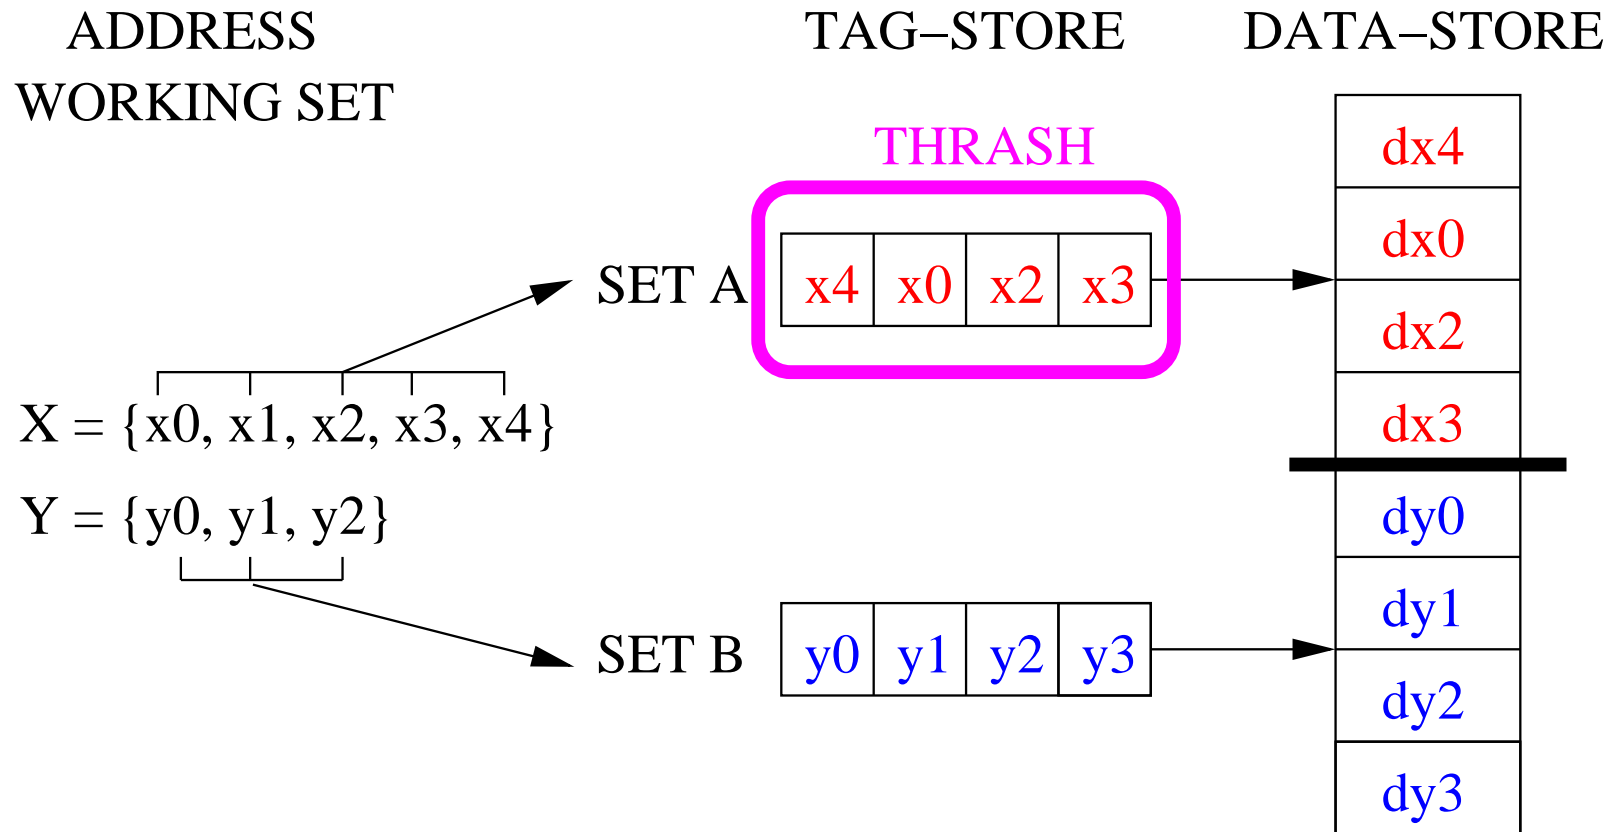 ADDRESS
WORKING SET
TAG–STORE
DATA–STORE
THRASH
SET A
x4 x0 x2 x3
X = {x0, x1, x2, x3, x4}
Y = {y0, y1, y2}
SET B
y0 y1 y2 y3
dx4
dx0
dx2
dx3
dy0
dy1
dy2
dy3